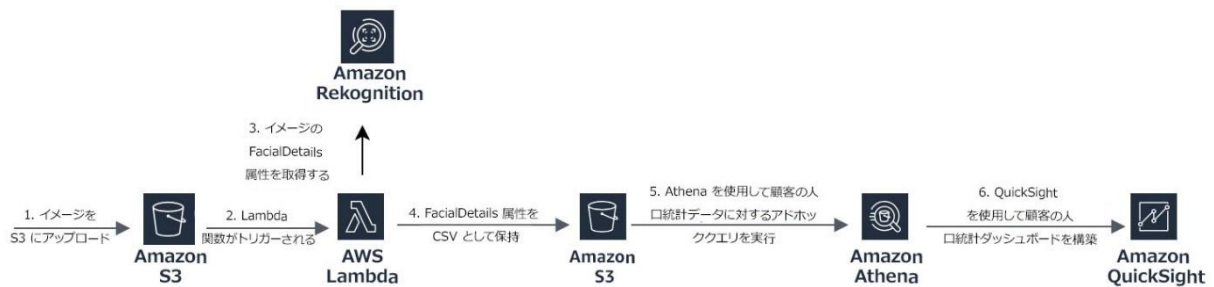 Amazon
Rekognition
3. イメージの
FacialDetails
属性を取得する
1. イメージを
S3 にアップロード
Amazon
S3
2. Lambda
関数がトリガーされる
AWS
Lambda
4. FacialDetails 属性を
CSV として保持
Amazon
S3
5. Athena を使用して顧客の人
口統計データに対するアドホッ
ククエリを実行
Amazon
Athena
6. QuickSight
を使用して顧客の人
口統計ダッシュボードを構築
Amazon
QuickSight